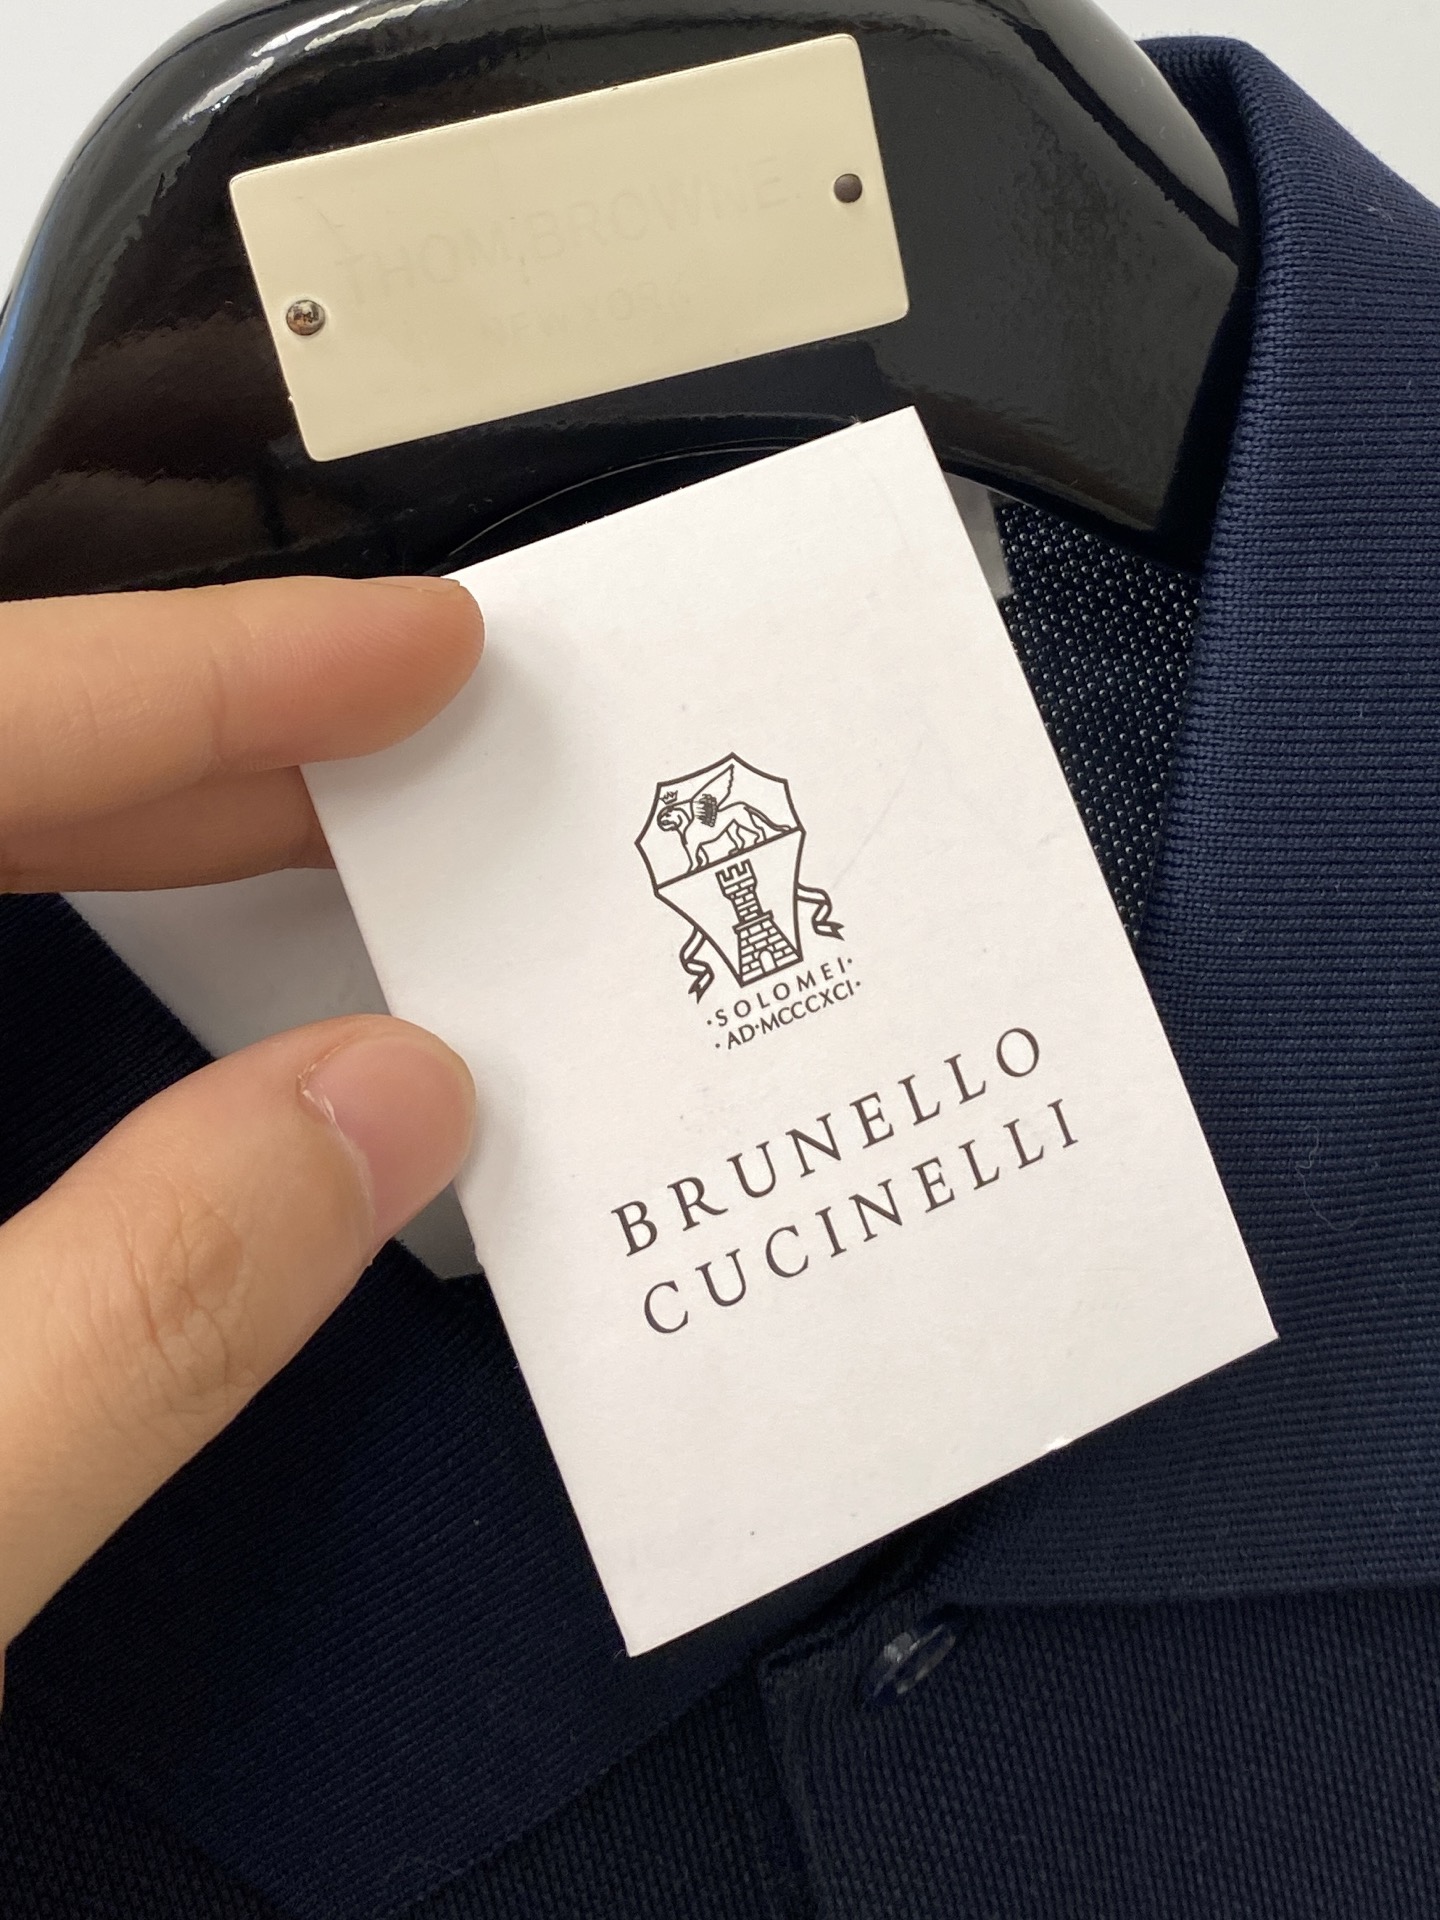 THOM BROWNE.
NEW YORK
·SOLOMEI·
·AD·MCCCXCI·
BRUNELLO
CUCINELLI